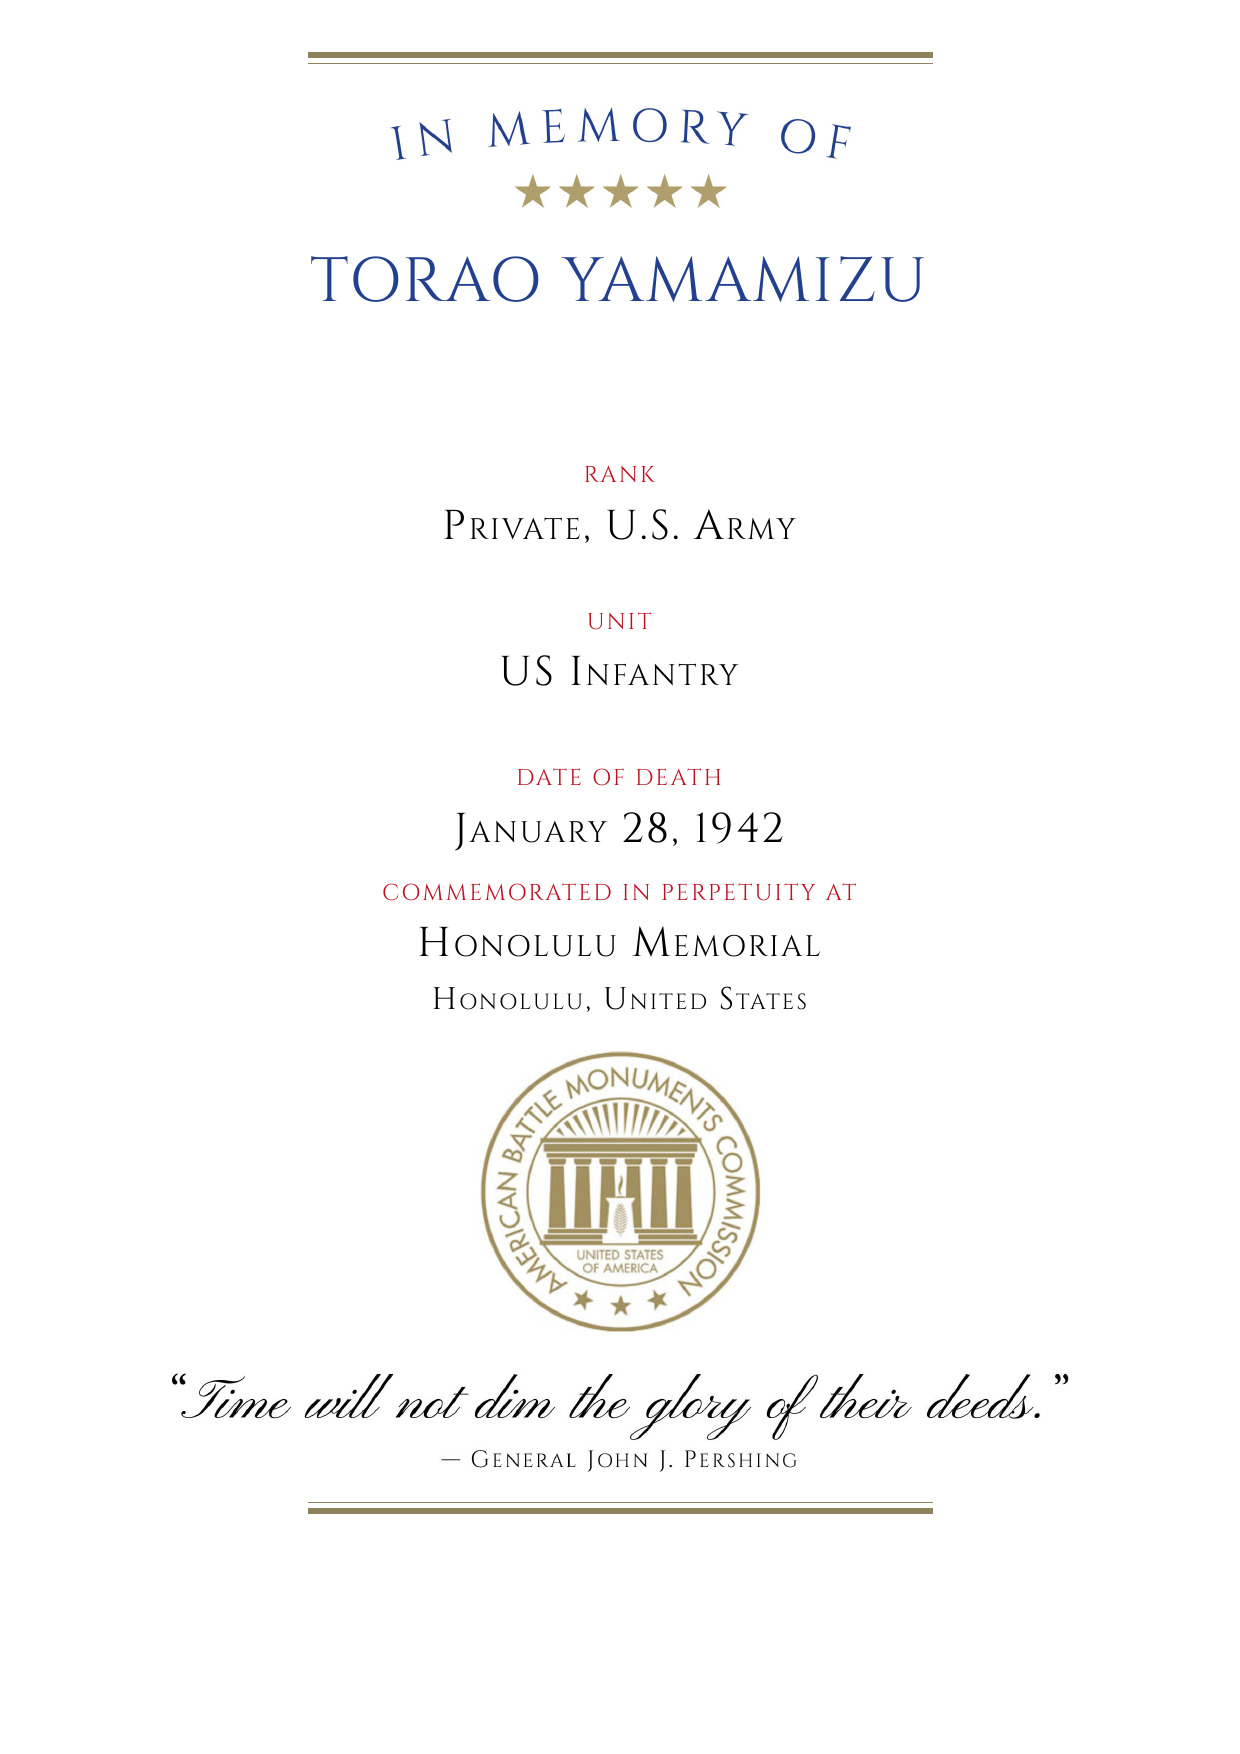 IN MEMORY OF
TORAO YAMAMIZU
RANK
Private, U.S. Army
UNIT
US Infantry
DATE OF DEATH
January 28, 1942
COMMEMORATED IN PERPETUITY AT
Honolulu Memorial
Honolulu, United States
AMERICAN BATTLE MONUMENTS COMMISSION
UNITED STATES
OF AMERICA
“Time will not dim the glory of their deeds.”
— General John J. Pershing